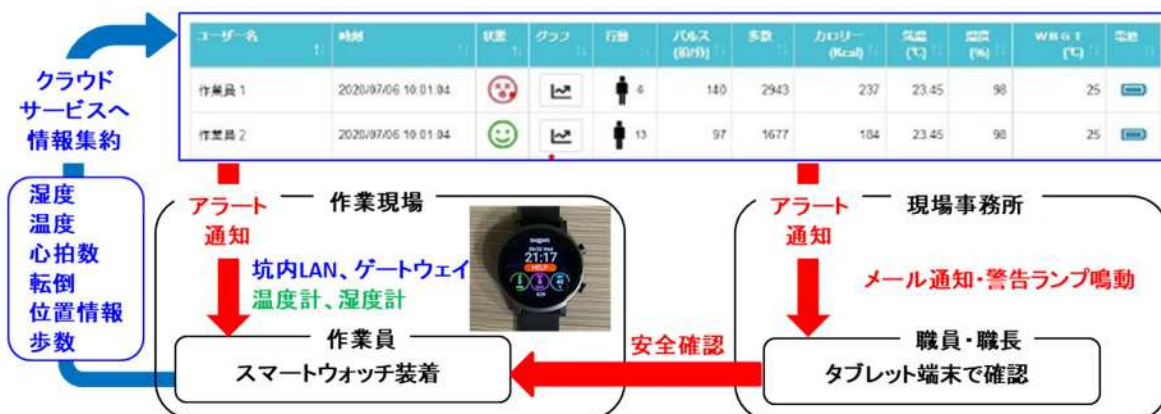 クラウド
サービスへ
情報集約
ユーザー名 時刻 状態 グラフ 行動 パルス(拍/分) 歩数 カロリー(Kcal) 気温(℃) 湿度(%) WBGT(℃) 電池
作業員1 2020/07/06 10:01:04 6 140 2943 237 23.45 98 25
作業員2 2020/07/06 10:01:04 13 97 1677 184 23.45 98 25
湿度
温度
心拍数
転倒
位置情報
歩数
アラート
通知
作業現場
坑内LAN、ゲートウェイ
温度計、湿度計
21:17
HELP
作業員
スマートウォッチ装着
安全確認
アラート
通知
現場事務所
メール通知・警告ランプ鳴動
職員・職長
タブレット端末で確認